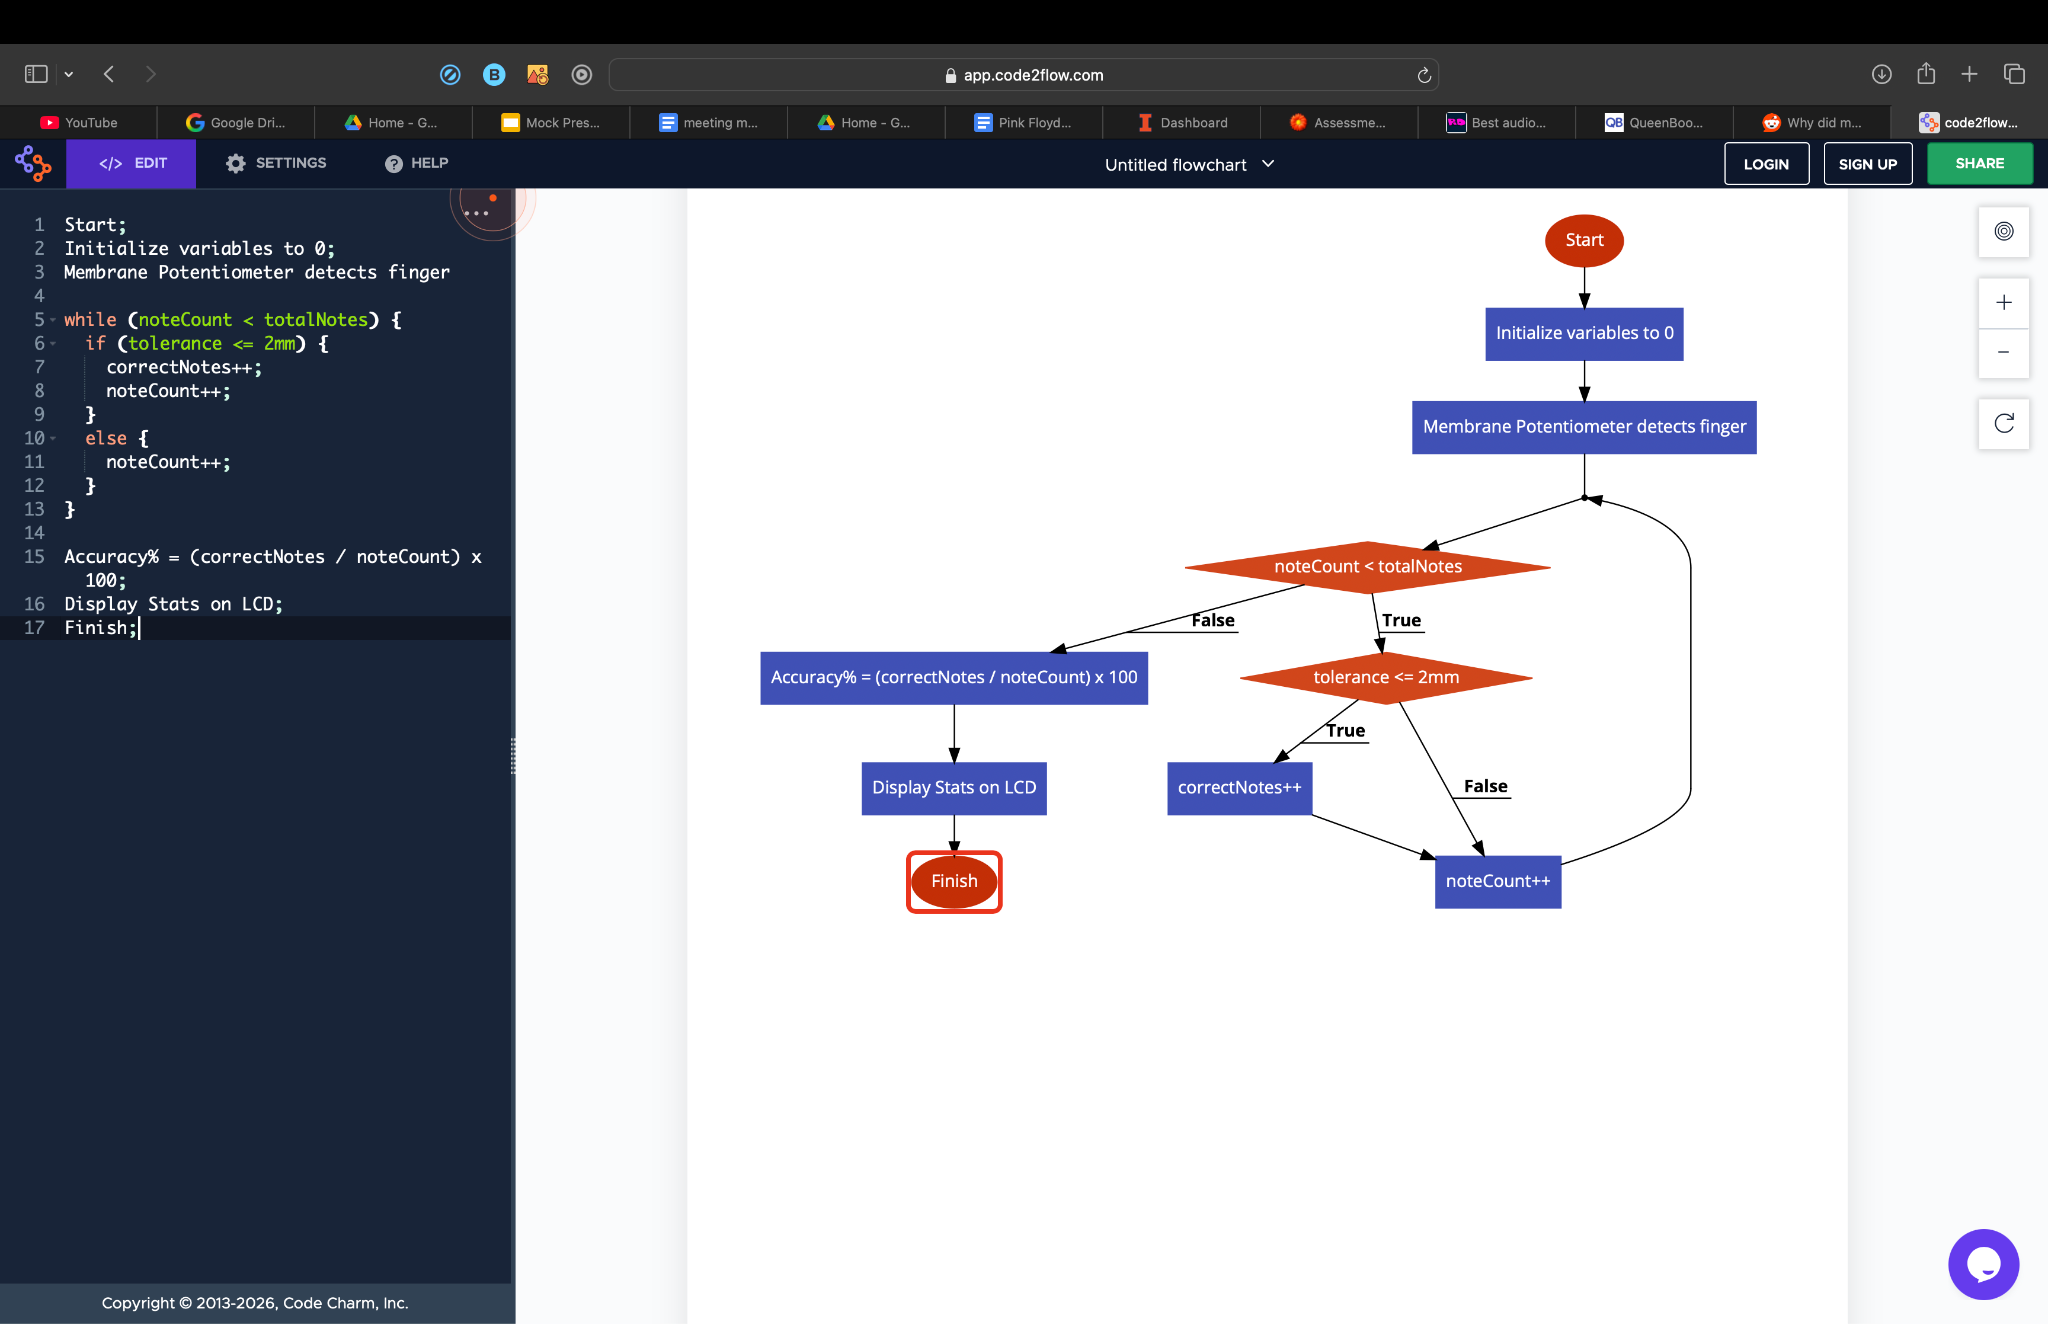 app.code2flow.com
YouTube
Google Dri...
Home - G...
Mock Pres...
meeting m...
Home - G...
Pink Floyd...
Dashboard
Assessme...
Best audio...
QB QueenBoo...
Why did m...
code2flow...
</> EDIT
SETTINGS
? HELP
Untitled flowchart
LOGIN
SIGN UP
SHARE
1 Start;
2 Initialize variables to 0;
3 Membrane Potentiometer detects finger
4
5 while (noteCount < totalNotes) {
6 if (tolerance <= 2mm) {
7 correctNotes++;
8 noteCount++;
9 }
10 else {
11 noteCount++;
12 }
13 }
14
15 Accuracy% = (correctNotes / noteCount) x
100;
16 Display Stats on LCD;
17 Finish;
Start
Initialize variables to 0
Membrane Potentiometer detects finger
noteCount < totalNotes
False
True
Accuracy% = (correctNotes / noteCount) x 100
tolerance <= 2mm
True
False
Display Stats on LCD
correctNotes++
Finish
noteCount++
Copyright © 2013-2026, Code Charm, Inc.